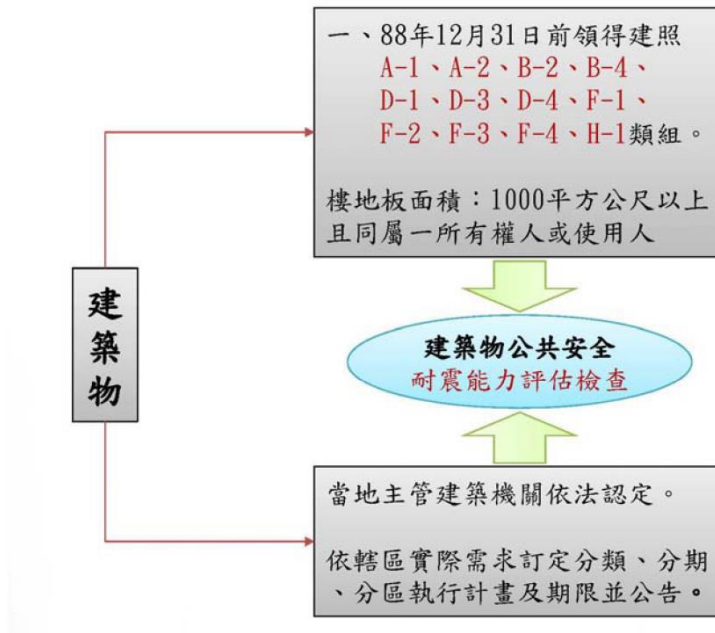 一、88年12月31日前領得建照
A-1、A-2、B-2、B-4、
D-1、D-3、D-4、F-1、
F-2、F-3、F-4、H-1類組。
樓地板面積：1000平方公尺以上
且同屬一所有權人或使用人
建築物
建築物公共安全
耐震能力評估檢查
當地主管建築機關依法認定。
依轄區實際需求訂定分類、分期
、分區執行計畫及期限並公告。